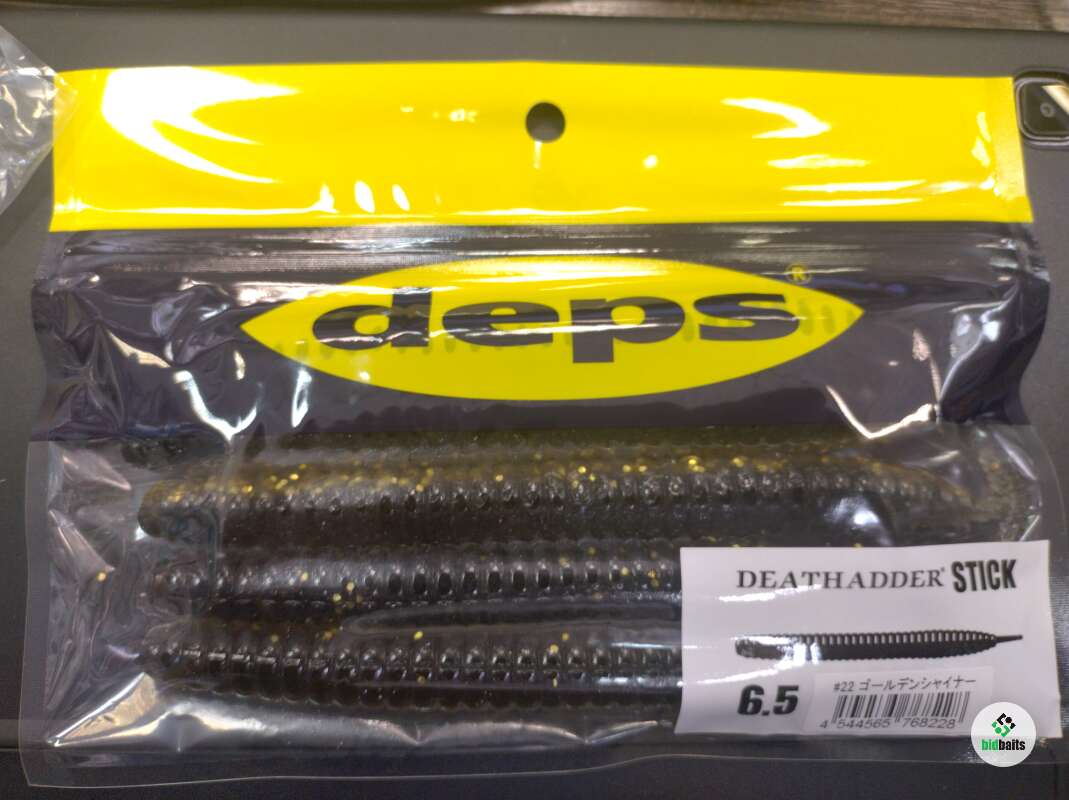 deps®
DEATHADDER® STICK
6.5
#22 ゴールデンシャイナー
4 544565 768228
bidbaits